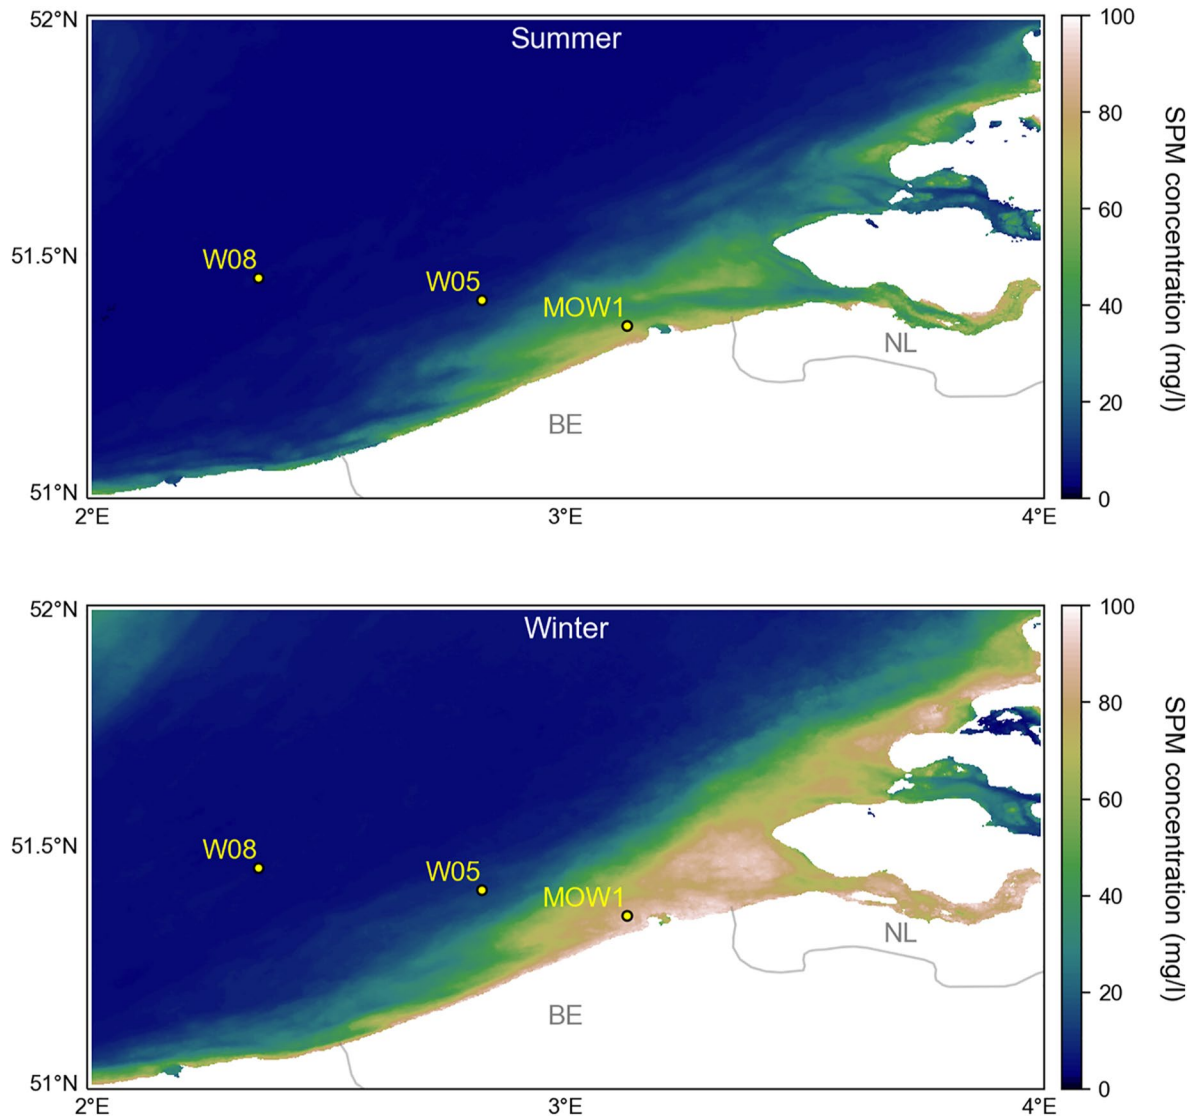 52°N
Summer
100
80
60
40
20
0
SPM concentration (mg/l)
51.5°N
W08
W05
MOW1
NL
BE
51°N
2°E
3°E
4°E
52°N
Winter
100
80
60
40
20
0
SPM concentration (mg/l)
51.5°N
W08
W05
MOW1
NL
BE
51°N
2°E
3°E
4°E